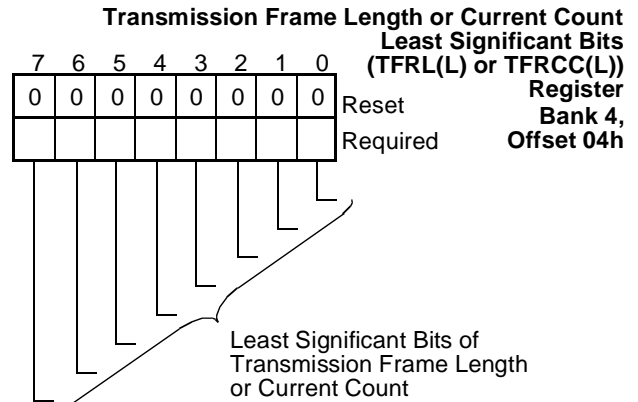 Transmission Frame Length or Current Count
Least Significant Bits
(TFRL(L) or TFRCC(L))
Register
Bank 4,
Offset 04h
7 6 5 4 3 2 1 0
0 0 0 0 0 0 0 0 Reset
Required
Least Significant Bits of
Transmission Frame Length
or Current Count